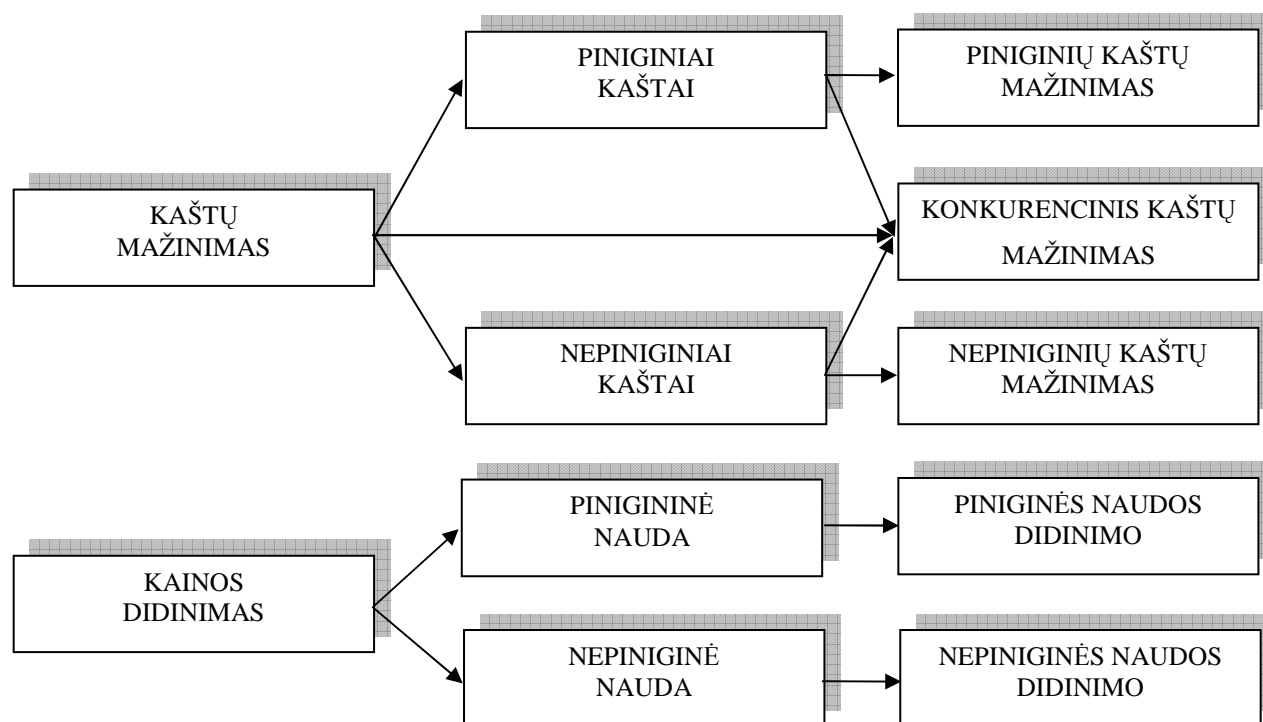 PINIGINIAI
KAŠTAI
PINIGINIŲ KAŠTŲ
MAŽINIMAS
KAŠTŲ
MAŽINIMAS
KONKURENCINIS KAŠTŲ
MAŽINIMAS
NEPINIGINIAI
KAŠTAI
NEPINIGINIŲ KAŠTŲ
MAŽINIMAS
PINIGININĖ
NAUDA
PINIGINĖS NAUDOS
DIDINIMO
KAINOS
DIDINIMAS
NEPINIGINĖ
NAUDA
NEPINIGINĖS NAUDOS
DIDINIMO